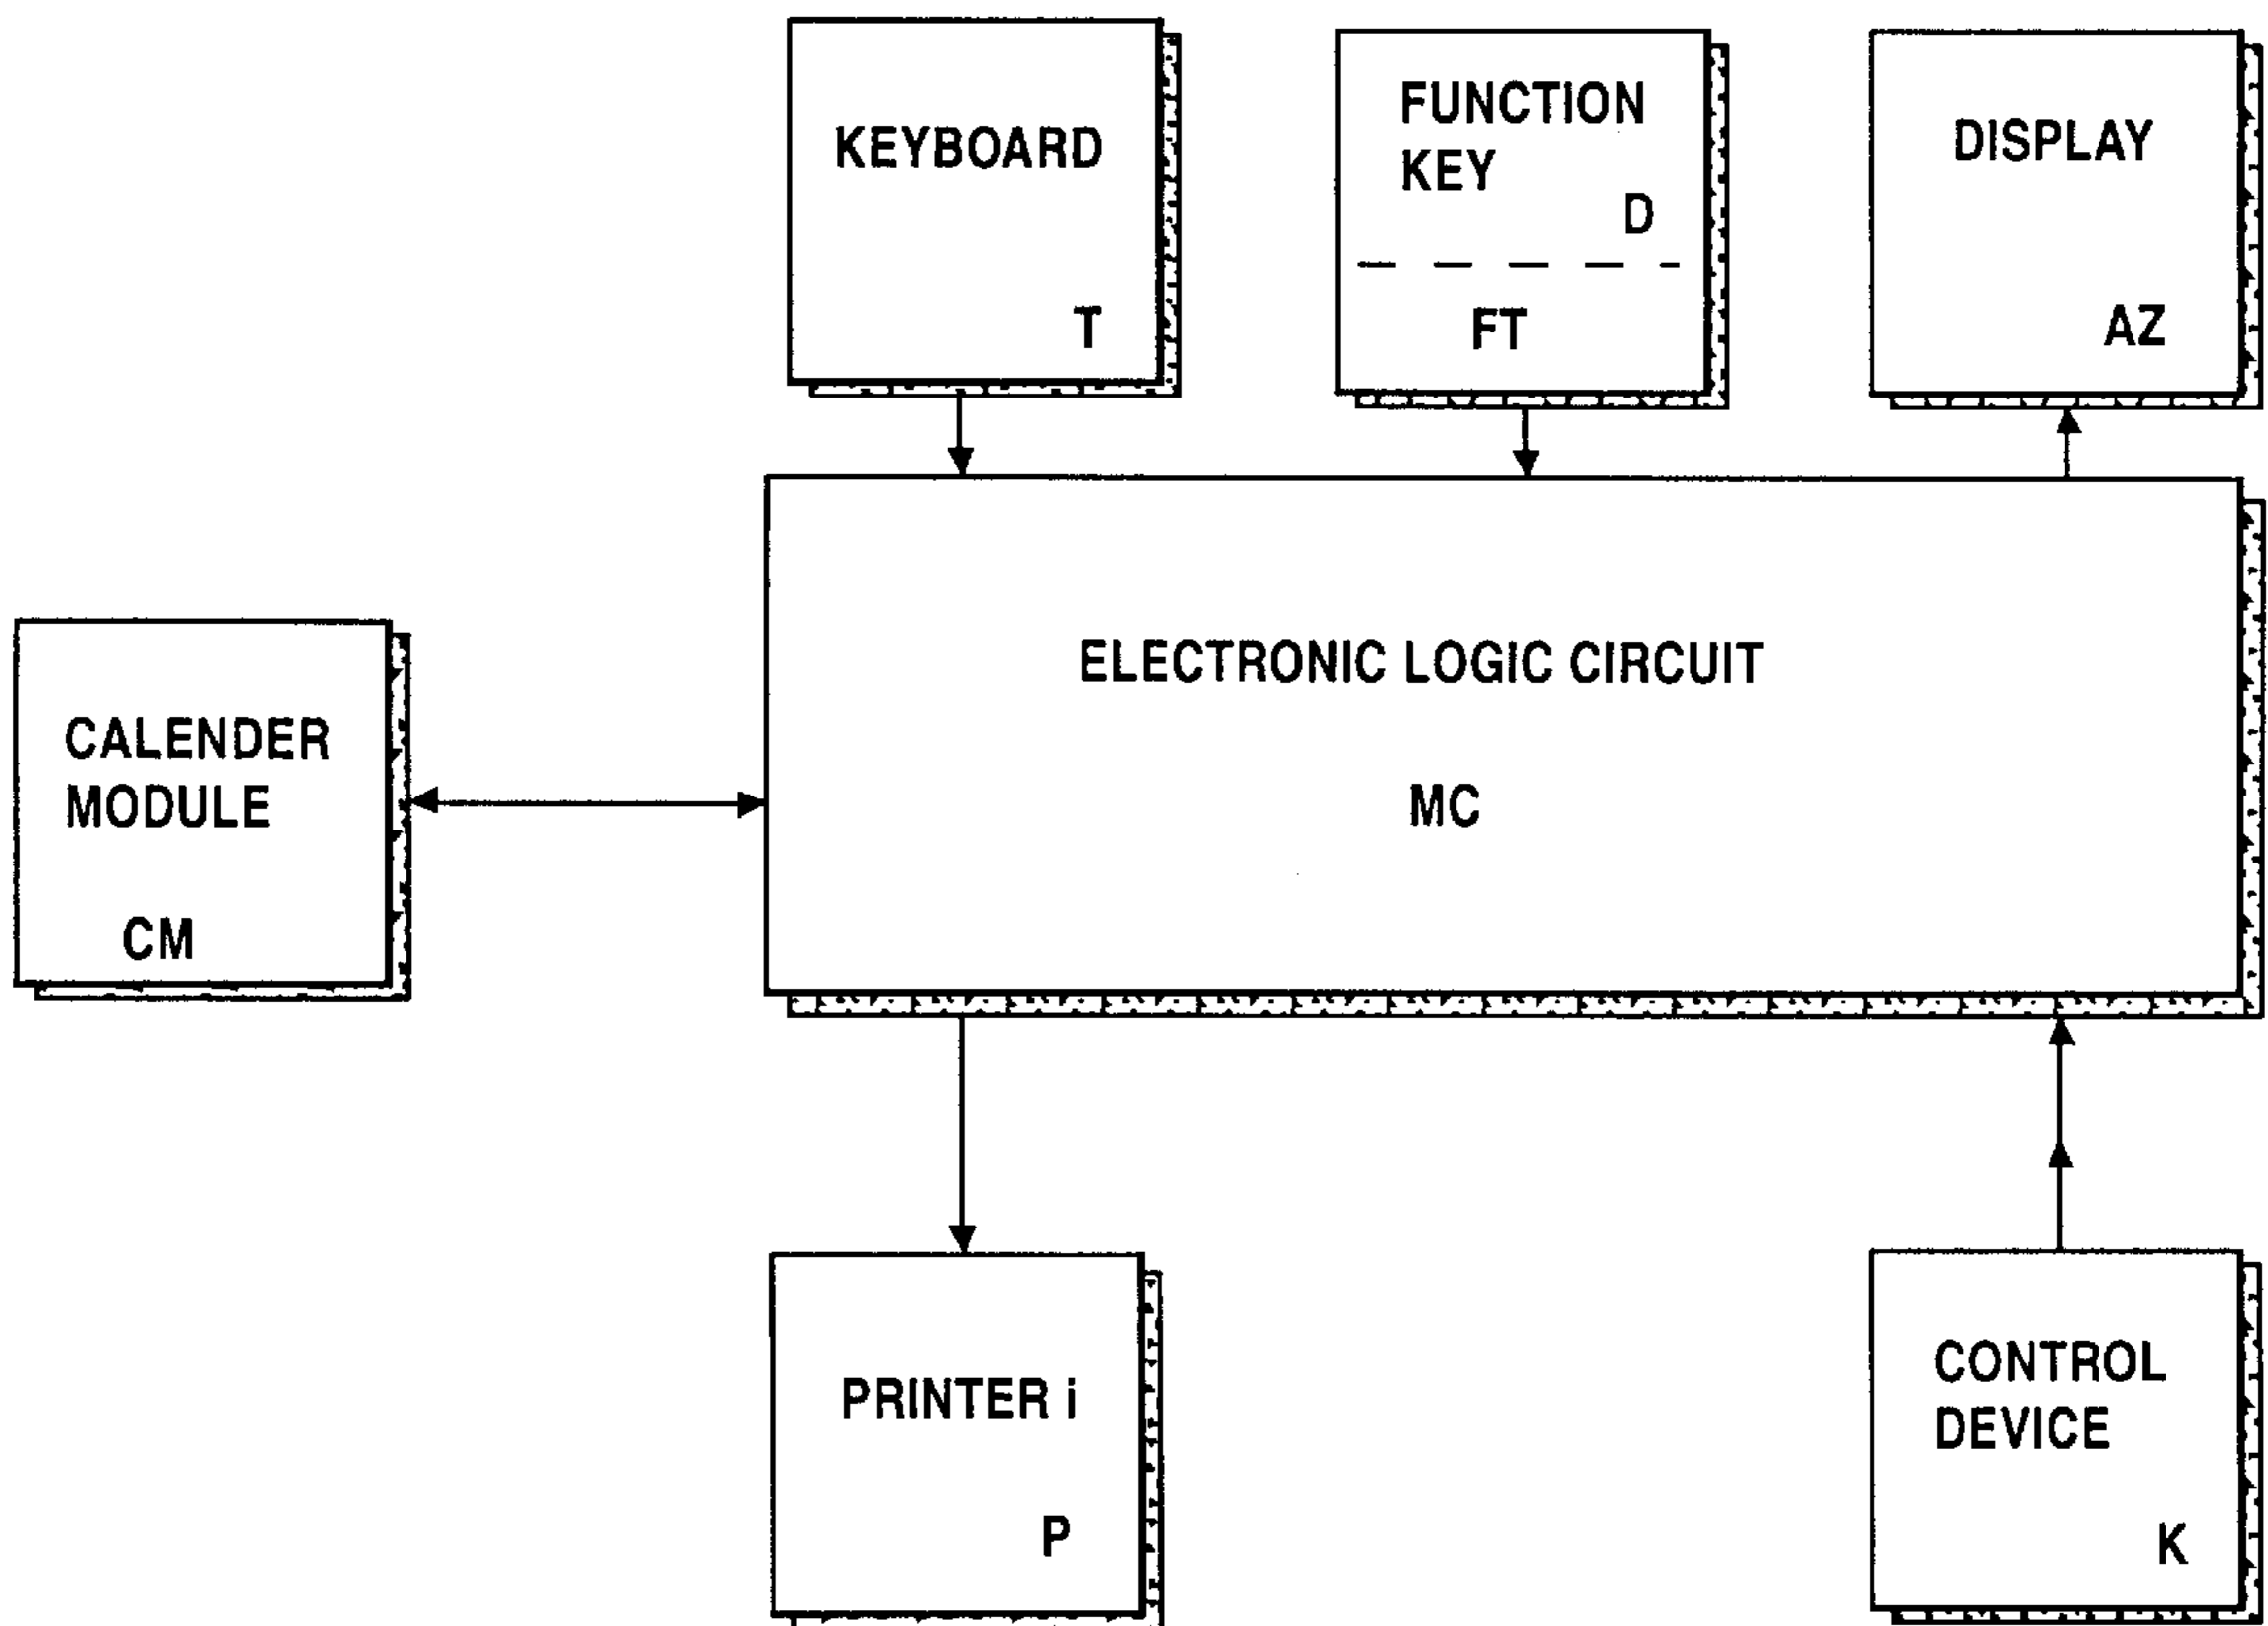 KEYBOARD
T
FUNCTION
KEY
D
FT
DISPLAY
AZ
ELECTRONIC LOGIC CIRCUIT
MC
CALENDER
MODULE
CM
PRINTER i
P
CONTROL
DEVICE
K